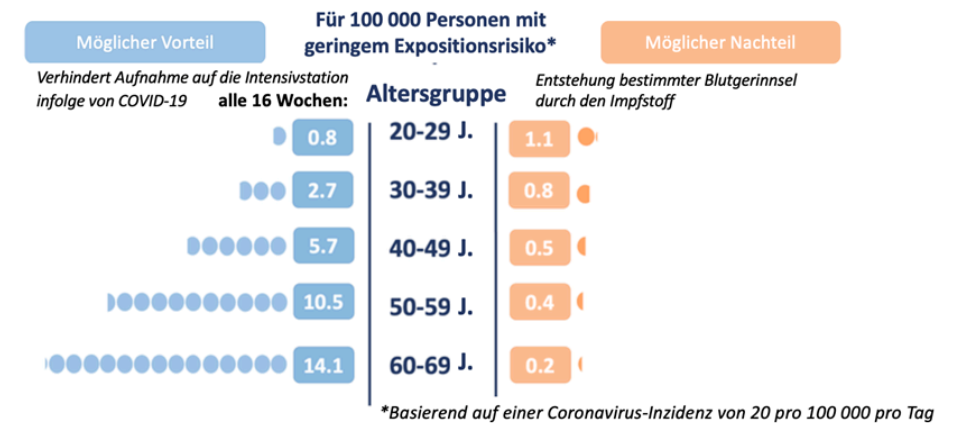 Für 100 000 Personen mit
geringem Expositionsrisiko*
Möglicher Vorteil
Möglicher Nachteil
Verhindert Aufnahme auf die Intensivstation
infolge von COVID-19 alle 16 Wochen:
Altersgruppe
Entstehung bestimmter Blutgerinnsel
durch den Impfstoff
0.8 20-29 J. 1.1
2.7 30-39 J. 0.8
5.7 40-49 J. 0.5
10.5 50-59 J. 0.4
14.1 60-69 J. 0.2
*Basierend auf einer Coronavirus-Inzidenz von 20 pro 100 000 pro Tag